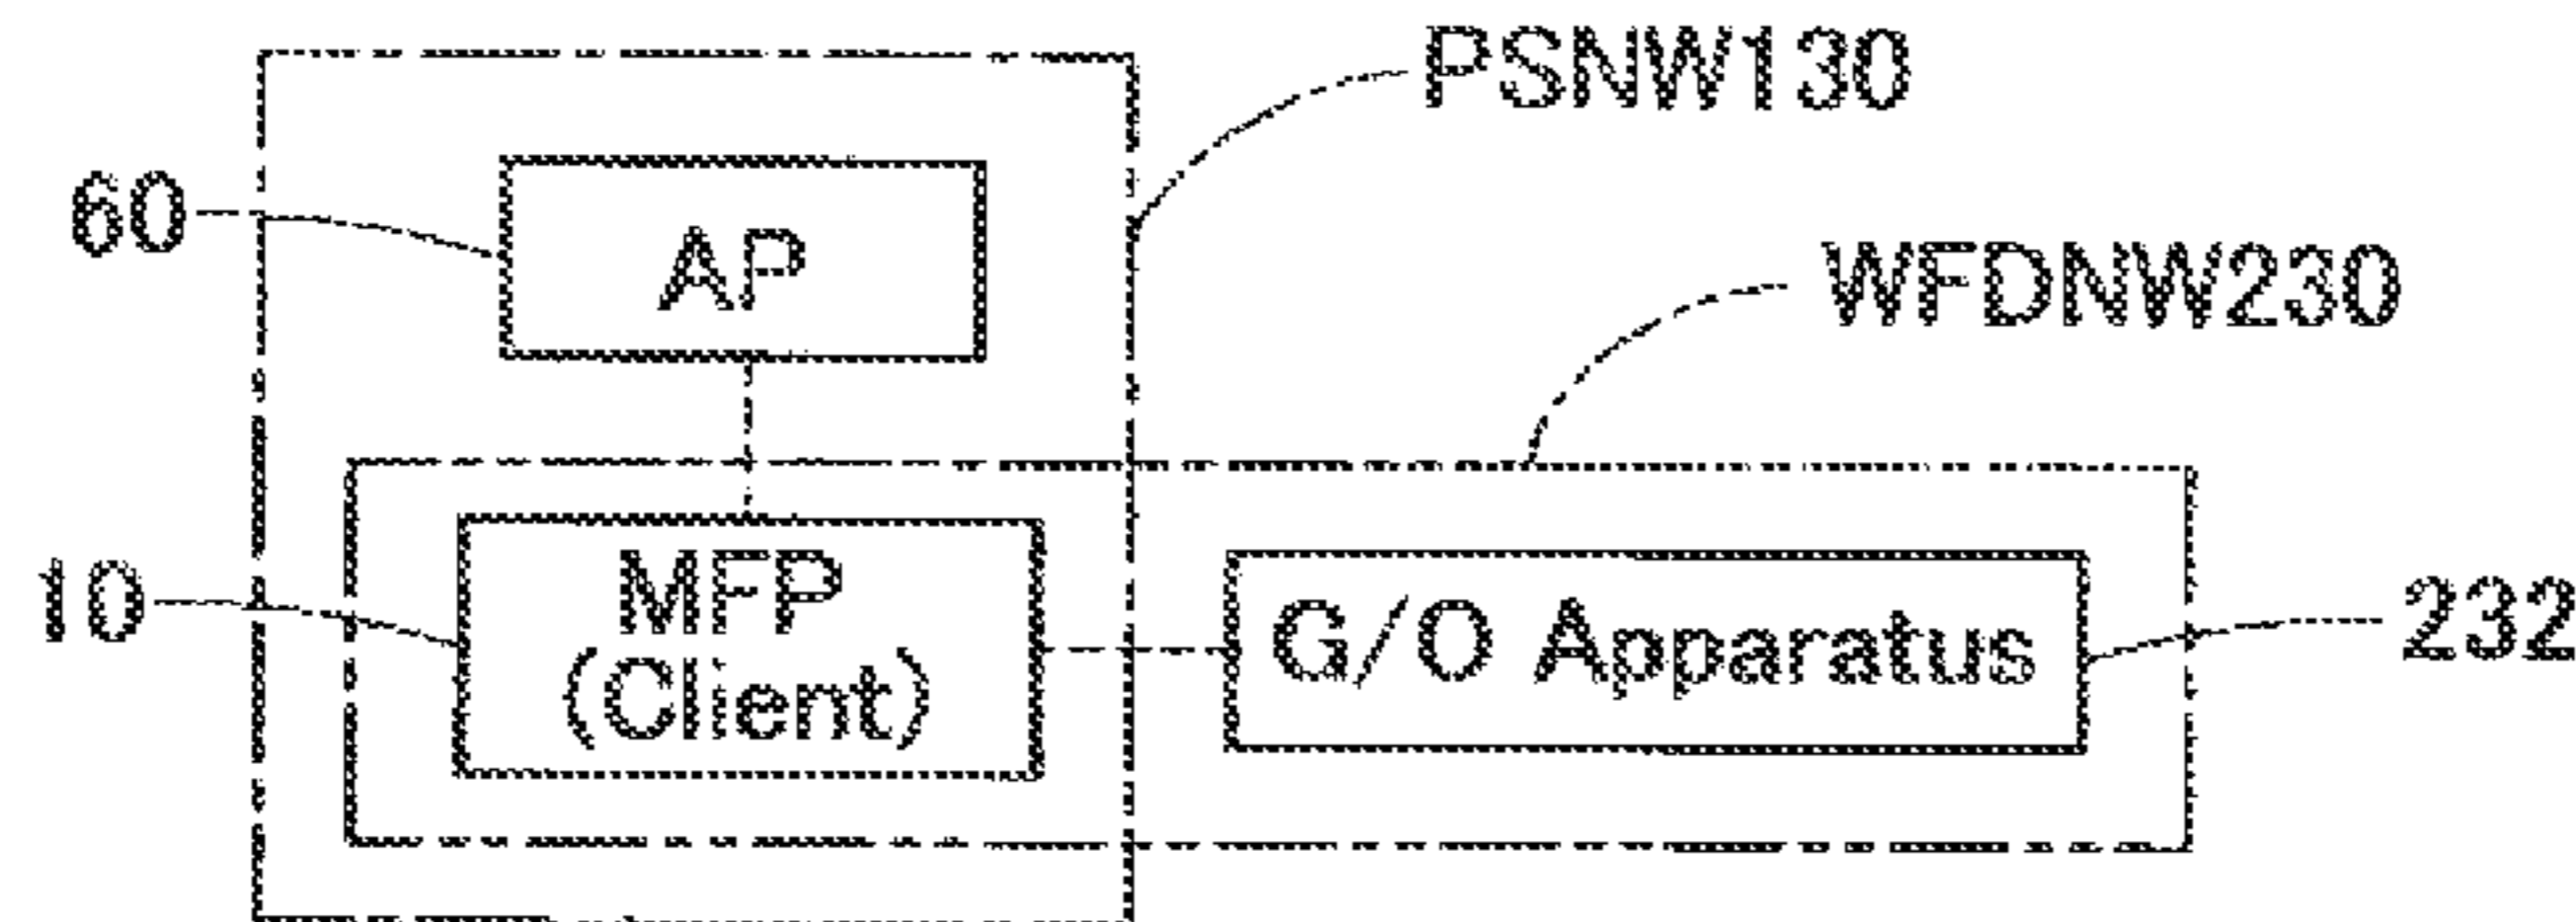 PSNW130
60
AP
WFDNW230
10
MFP
(Client)
G/O Apparatus
232